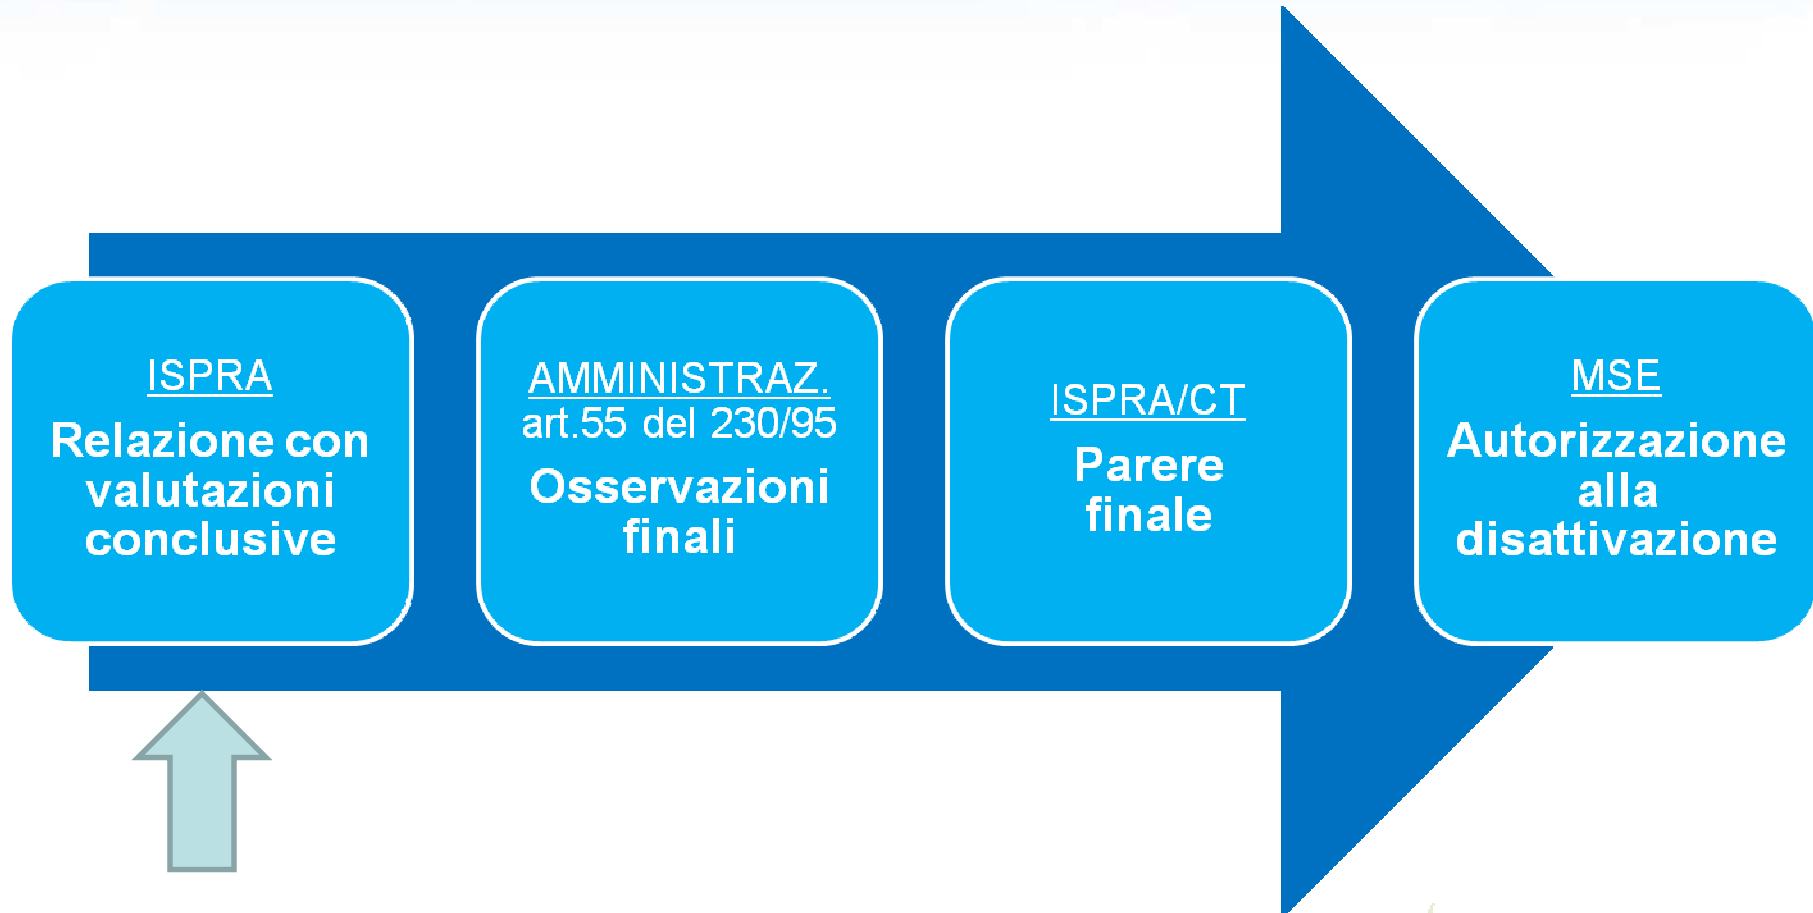 ISPRA
Relazione con
valutazioni
conclusive
AMMINISTRAZ.
art.55 del 230/95
Osservazioni
finali
ISPRA/CT
Parere
finale
MSE
Autorizzazione
alla
disattivazione